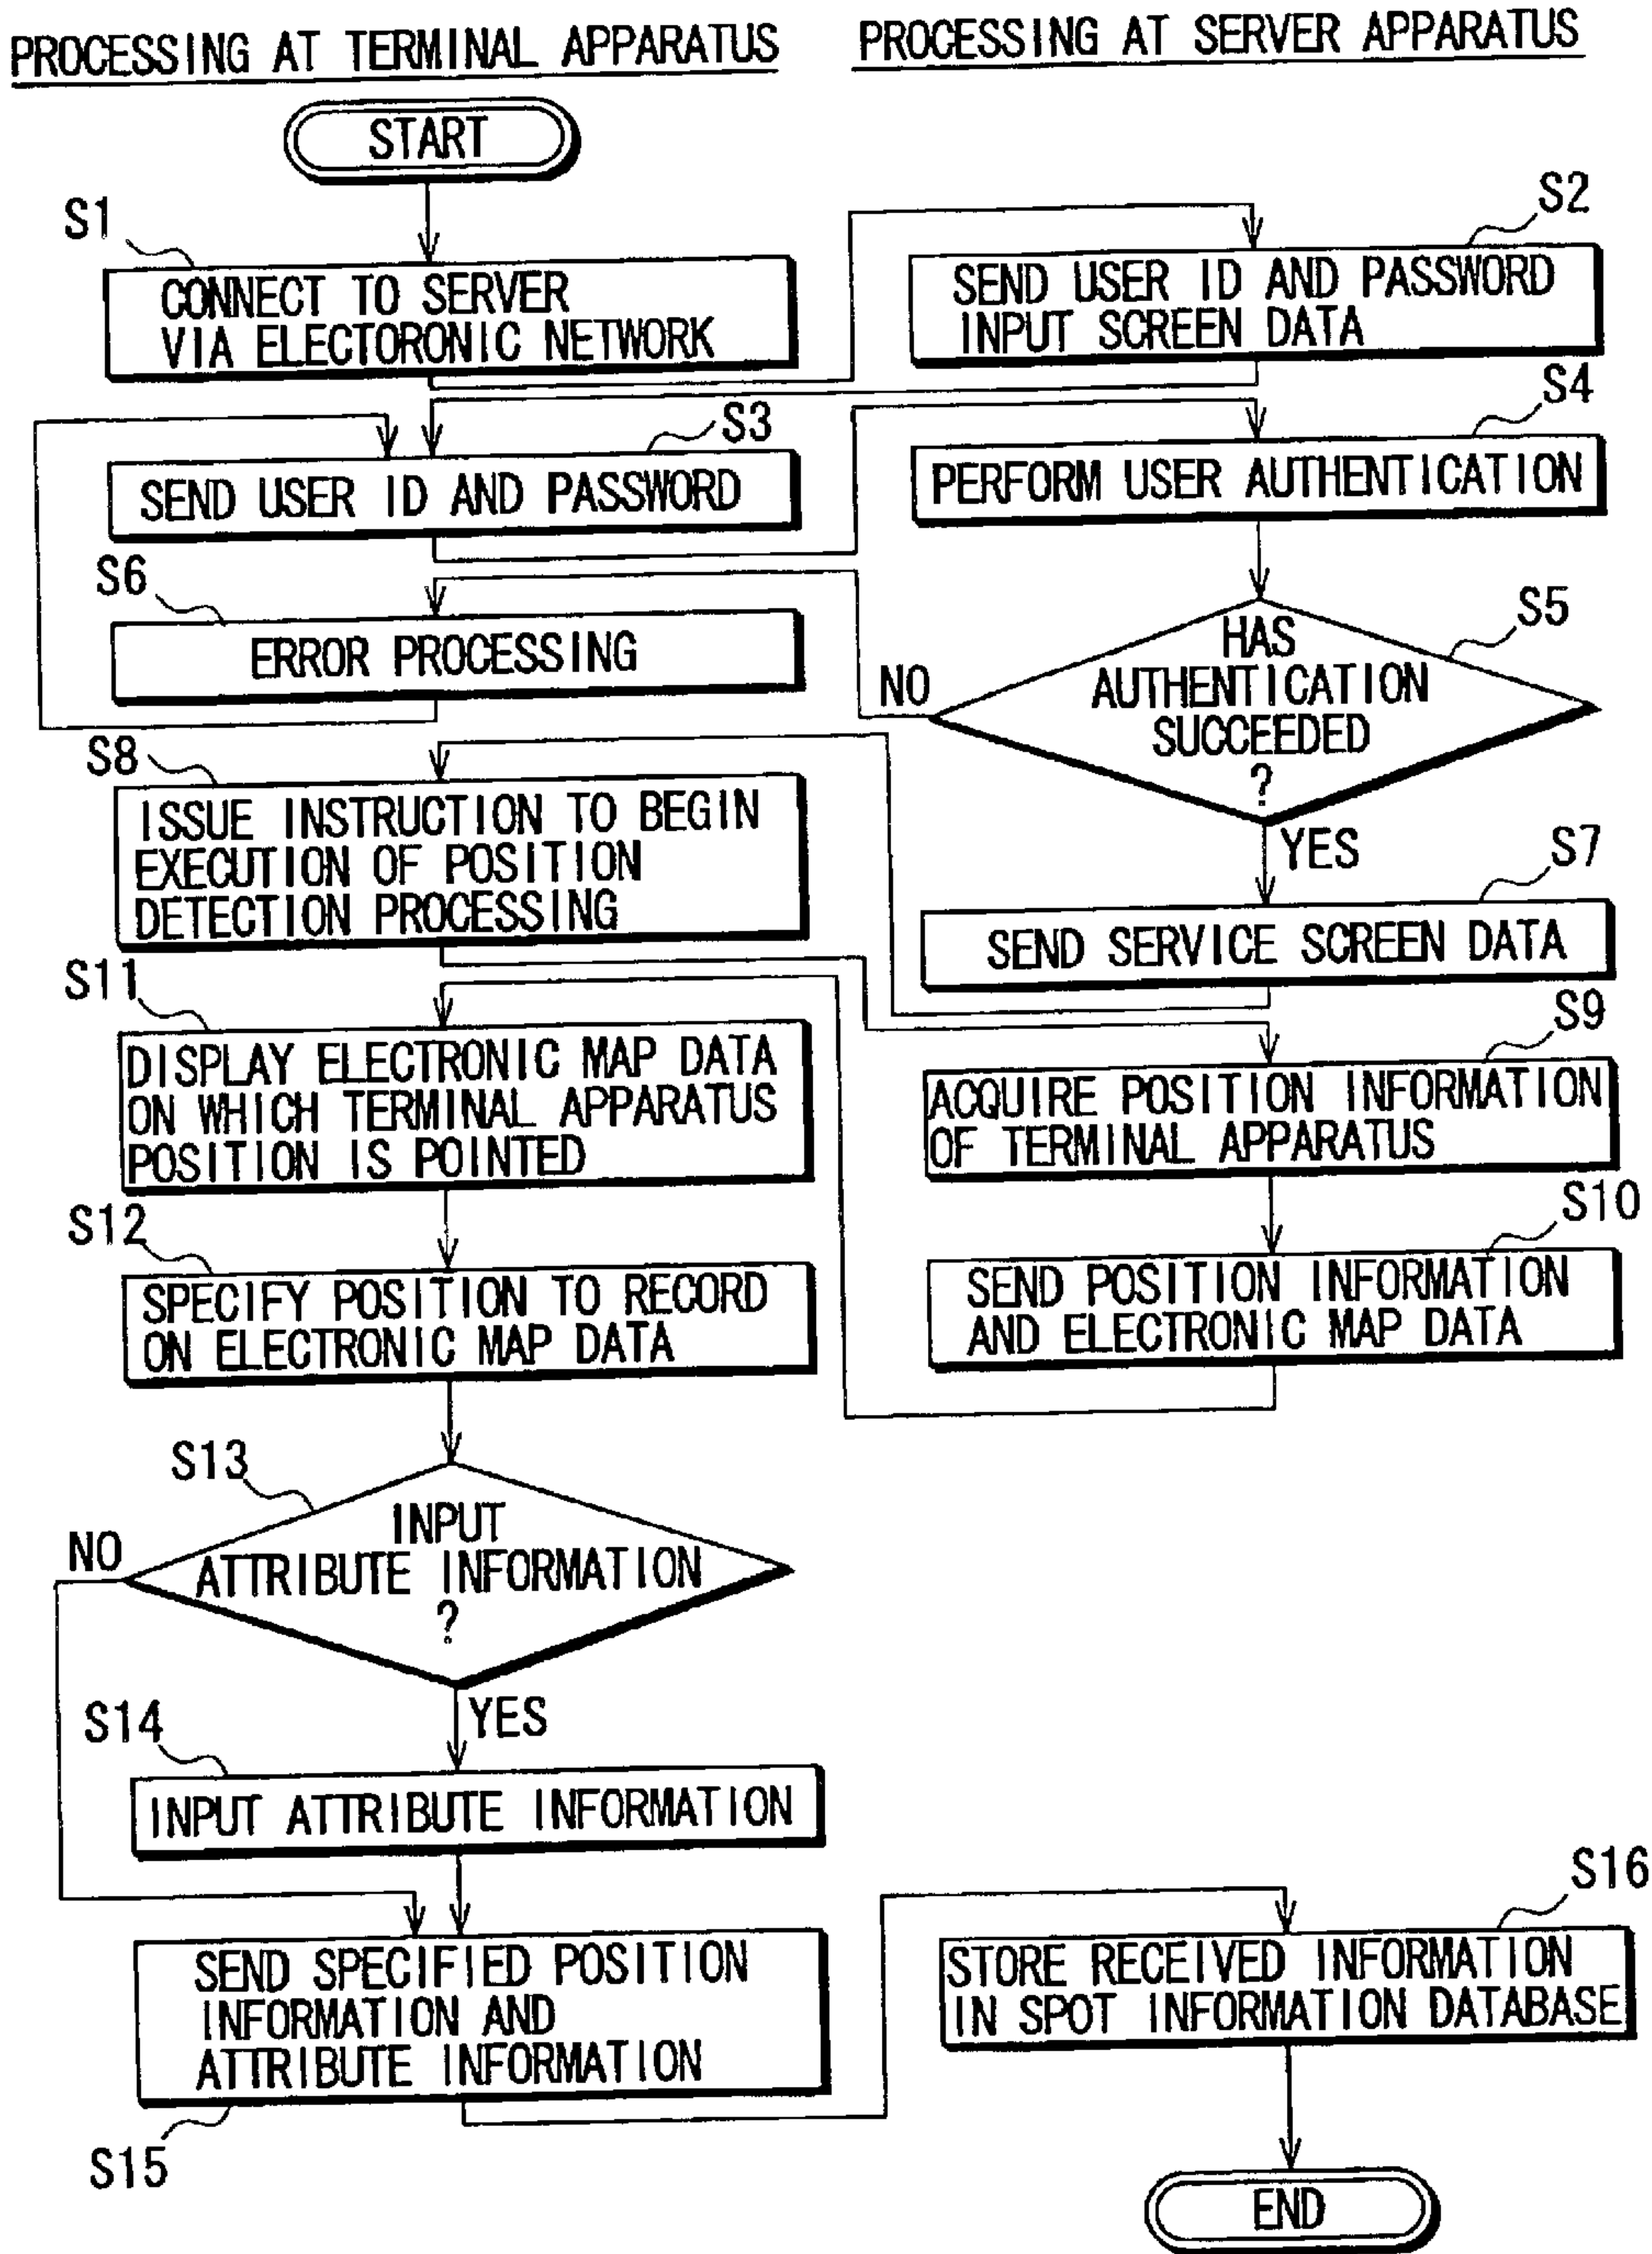 PROCESSING AT TERMINAL APPARATUS
PROCESSING AT SERVER APPARATUS
START
S1
CONNECT TO SERVER
VIA ELECTORONIC NETWORK
S2
SEND USER ID AND PASSWORD
INPUT SCREEN DATA
S3
SEND USER ID AND PASSWORD
S4
PERFORM USER AUTHENTICATION
S5
HAS
AUTHENTICATION
SUCCEEDED
?
NO
YES
S6
ERROR PROCESSING
S7
SEND SERVICE SCREEN DATA
S8
ISSUE INSTRUCTION TO BEGIN
EXECUTION OF POSITION
DETECTION PROCESSING
S9
ACQUIRE POSITION INFORMATION
OF TERMINAL APPARATUS
S10
SEND POSITION INFORMATION
AND ELECTRONIC MAP DATA
S11
DISPLAY ELECTRONIC MAP DATA
ON WHICH TERMINAL APPARATUS
POSITION IS POINTED
S12
SPECIFY POSITION TO RECORD
ON ELECTRONIC MAP DATA
S13
INPUT
ATTRIBUTE INFORMATION
?
NO
YES
S14
INPUT ATTRIBUTE INFORMATION
SEND SPECIFIED POSITION
INFORMATION AND
ATTRIBUTE INFORMATION
S15
S16
STORE RECEIVED INFORMATION
IN SPOT INFORMATION DATABASE
END